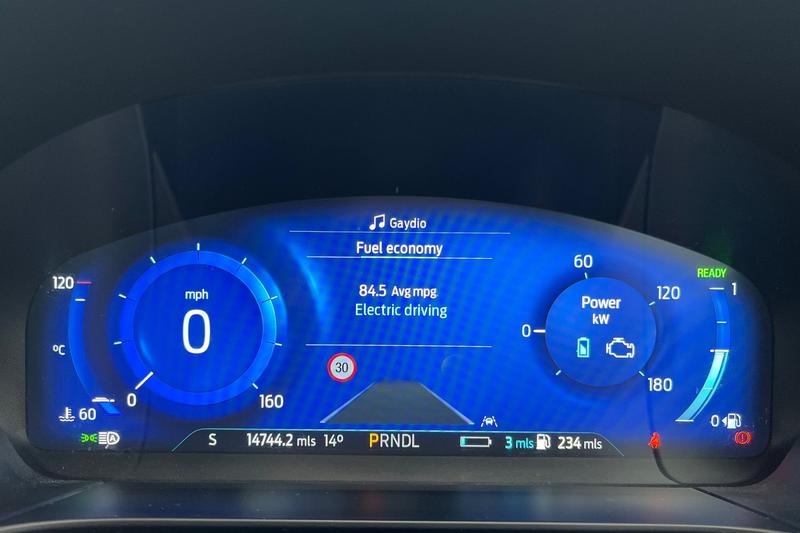 Gaydio
Fuel economy
84.5 Avg mpg
Electric driving
30
120
°C
60
mph
0
0
160
60
0
120
180
Power
kW
READY
1
0
A
S 14744.2 mls 14° PRNDL 3 mls 234 mls